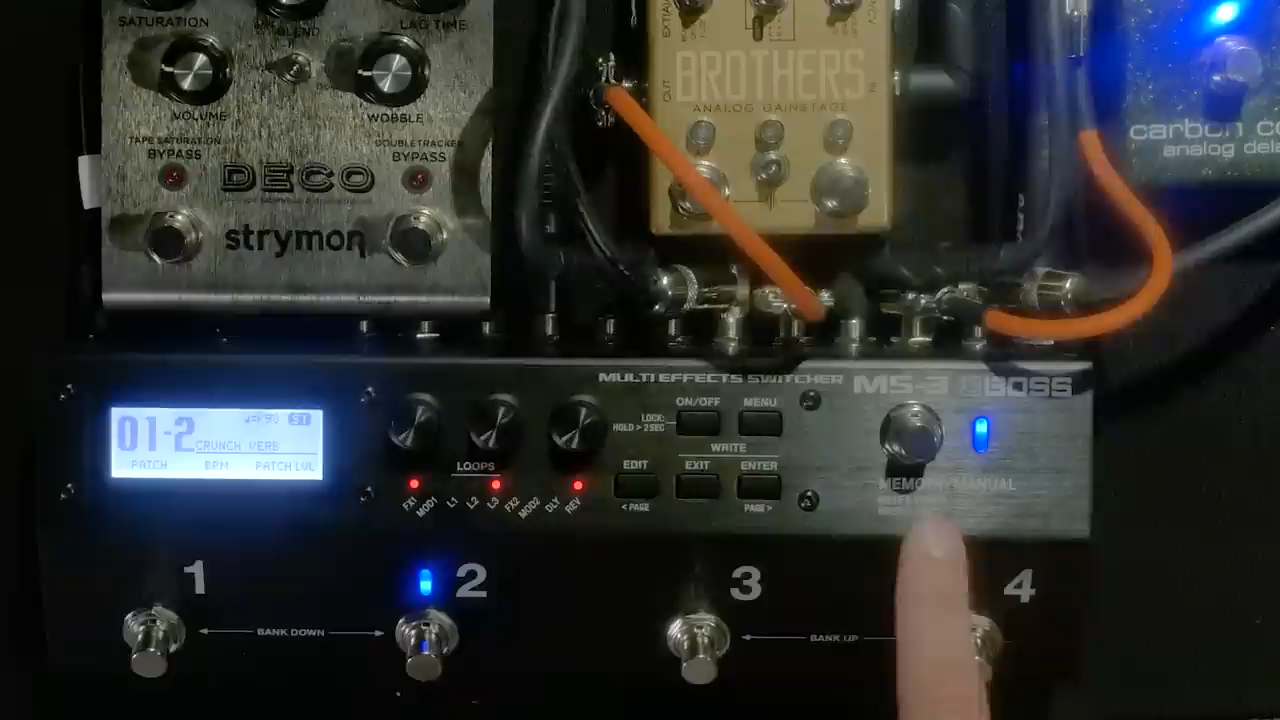 SATURATION
BLEND
LAG TIME
VOLUME
WOBBLE
TAPE SATURATION
BYPASS
DOUBLETRACKER
BYPASS
DECO
strymon
OUT
IN
BROTHERS
ANALOG GAINSTAGE
carbon co
analog dela
MULTI EFFECTS SWITCHER
MS-3 BOSS
ON/OFF
MENU
LOCK:
HOLD > 2 SEC
WRITE
EDIT
EXIT
ENTER
< PAGE
PAGE >
MEMORY/MANUAL
01-2
ST
CRUNCH VERB
PATCH
BPM
PATCH LVL
LOOPS
FX1
MOD1
L1
L2
L3
FX2
MOD2
DLY
REV
1
2
3
4
BANK DOWN
BANK UP